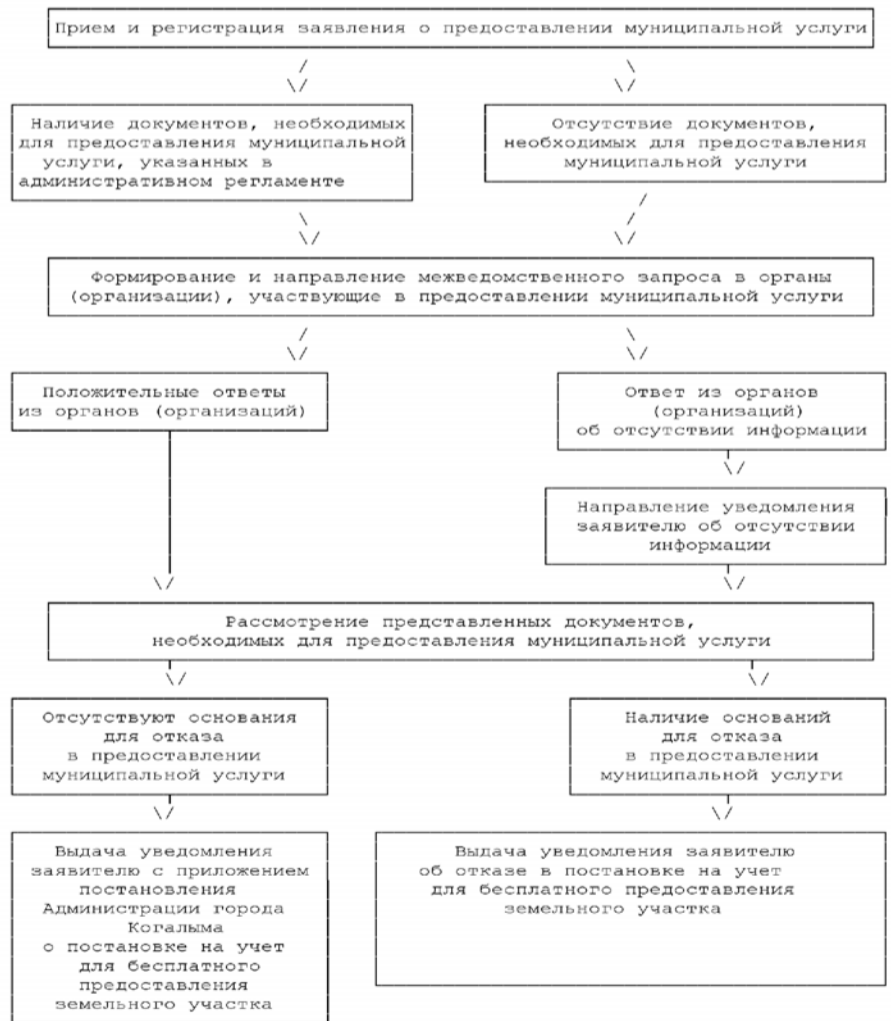 Прием и регистрация заявления о предоставлении муниципальной услуги
Наличие документов, необходимых
для предоставления муниципальной
услуги, указанных в
административном регламенте
Отсутствие документов,
необходимых для предоставления
муниципальной услуги
Формирование и направление межведомственного запроса в органы
(организации), участвующие в предоставлении муниципальной услуги
Положительные ответы
из органов (организаций)
Ответ из органов
(организаций)
об отсутствии информации
Направление уведомления
заявителю об отсутствии
информации
Рассмотрение представленных документов,
необходимых для предоставления муниципальной услуги
Отсутствуют основания
для отказа
в предоставлении
муниципальной услуги
Наличие оснований
для отказа
в предоставлении
муниципальной услуги
Выдача уведомления
заявителю с приложением
постановления
Администрации города
Когалыма
о постановке на учет
для бесплатного
предоставления
земельного участка
Выдача уведомления заявителю
об отказе в постановке на учет
для бесплатного предоставления
земельного участка